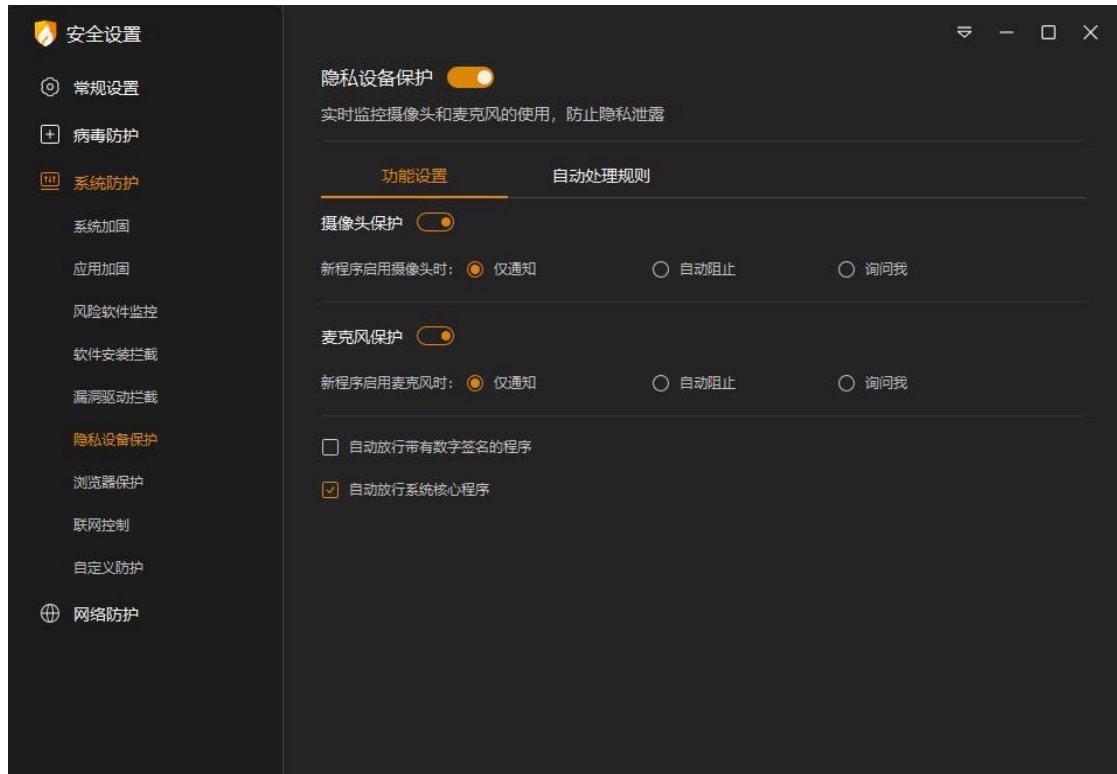 安全设置
常规设置
病毒防护
系统防护
系统加固
应用加固
风险软件监控
软件安装拦截
漏洞驱动拦截
隐私设备保护
浏览器保护
联网控制
自定义防护
网络防护
隐私设备保护
实时监控摄像头和麦克风的使用，防止隐私泄露
功能设置 自动处理规则
摄像头保护
新程序启用摄像头时： 仅通知 自动阻止 询问我
麦克风保护
新程序启用麦克风时： 仅通知 自动阻止 询问我
自动放行带有数字签名的程序
自动放行系统核心程序